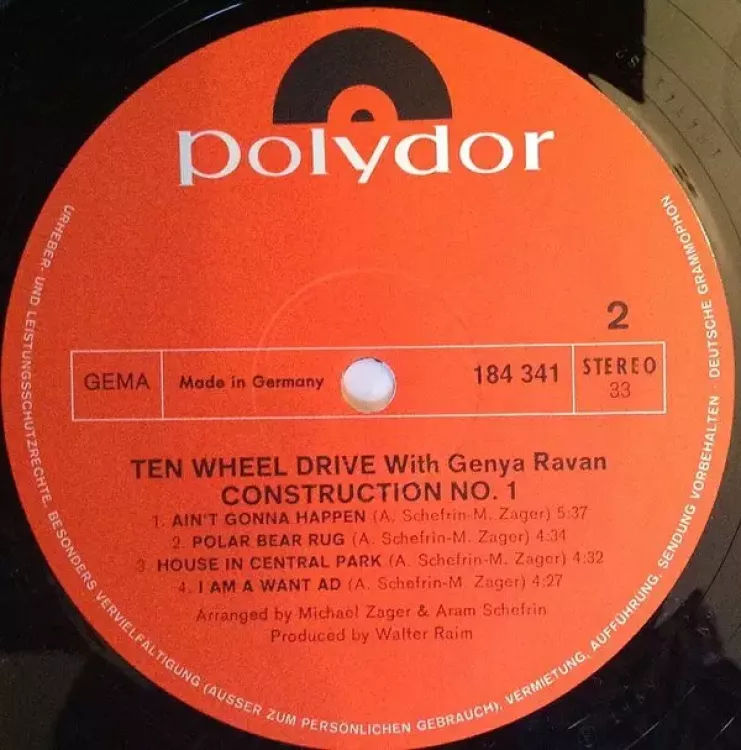 polydor
2
GEMA
Made in Germany
184 341
STEREO
33
TEN WHEEL DRIVE With Genya Ravan
CONSTRUCTION NO. 1
1. AIN'T GONNA HAPPEN (A. Schefrin-M. Zager) 5:37
2. POLAR BEAR RUG (A. Schefrin-M. Zager) 4:34
3. HOUSE IN CENTRAL PARK (A. Schefrin-M. Zager) 4:32
4. I AM A WANT AD (A. Schefrin-M. Zager) 4:27
Arranged by Michael Zager & Aram Schefrin
Produced by Walter Raim
URHEBER- UND LEISTUNGSSCHUTZRECHTE, BESONDERS VERVIELFÄLTIGUNG (AUSSER ZUM PERSÖNLICHEN GEBRAUCH), VERMIETUNG, AUFFÜHRUNG, SENDUNG VORBEHALTEN · DEUTSCHE GRAMMOPHON